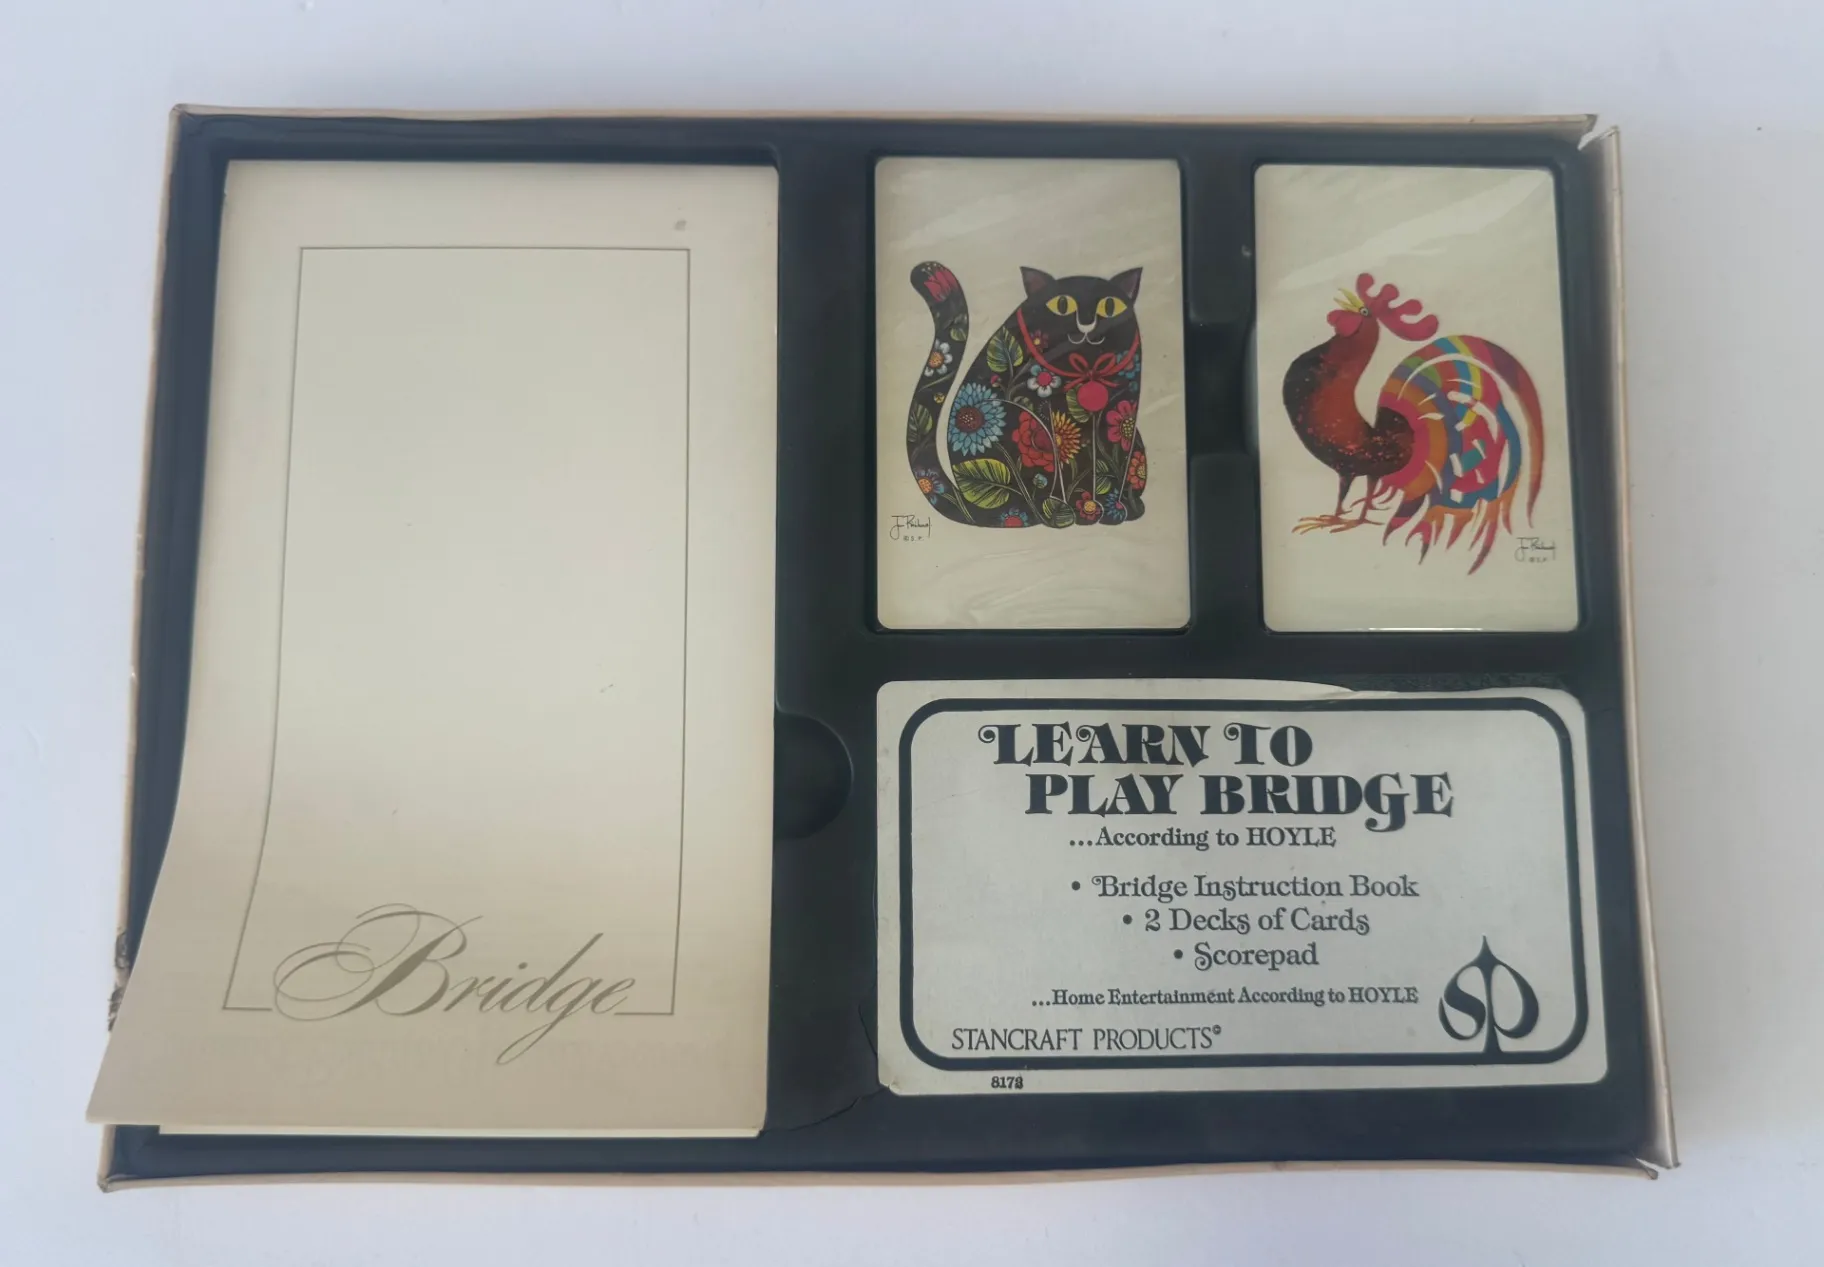 Bridge
© S.P.
© S.P.
LEARN TO
PLAY BRIDGE
...According to HOYLE
• Bridge Instruction Book
• 2 Decks of Cards
• Scorepad
...Home Entertainment According to HOYLE
sp
STANCRAFT PRODUCTS©
8172